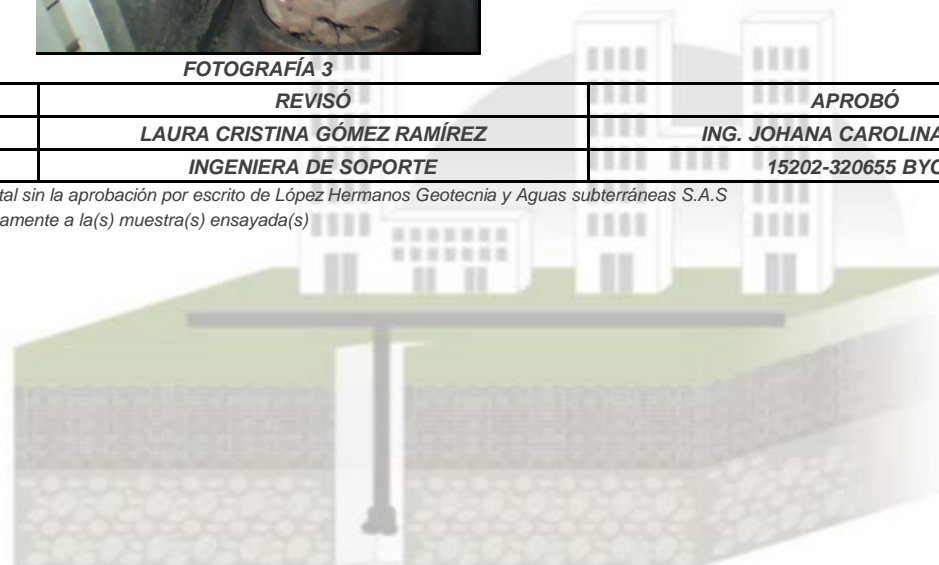 FOTOGRAFÍA 3
REVISÓ APROBÓ
LAURA CRISTINA GÓMEZ RAMÍREZ ING. JOHANA CAROLINA
INGENIERA DE SOPORTE 15202-320655 BYC
tal sin la aprobación por escrito de López Hermanos Geotecnia y Aguas subterráneas S.A.S
amente a la(s) muestra(s) ensayada(s)